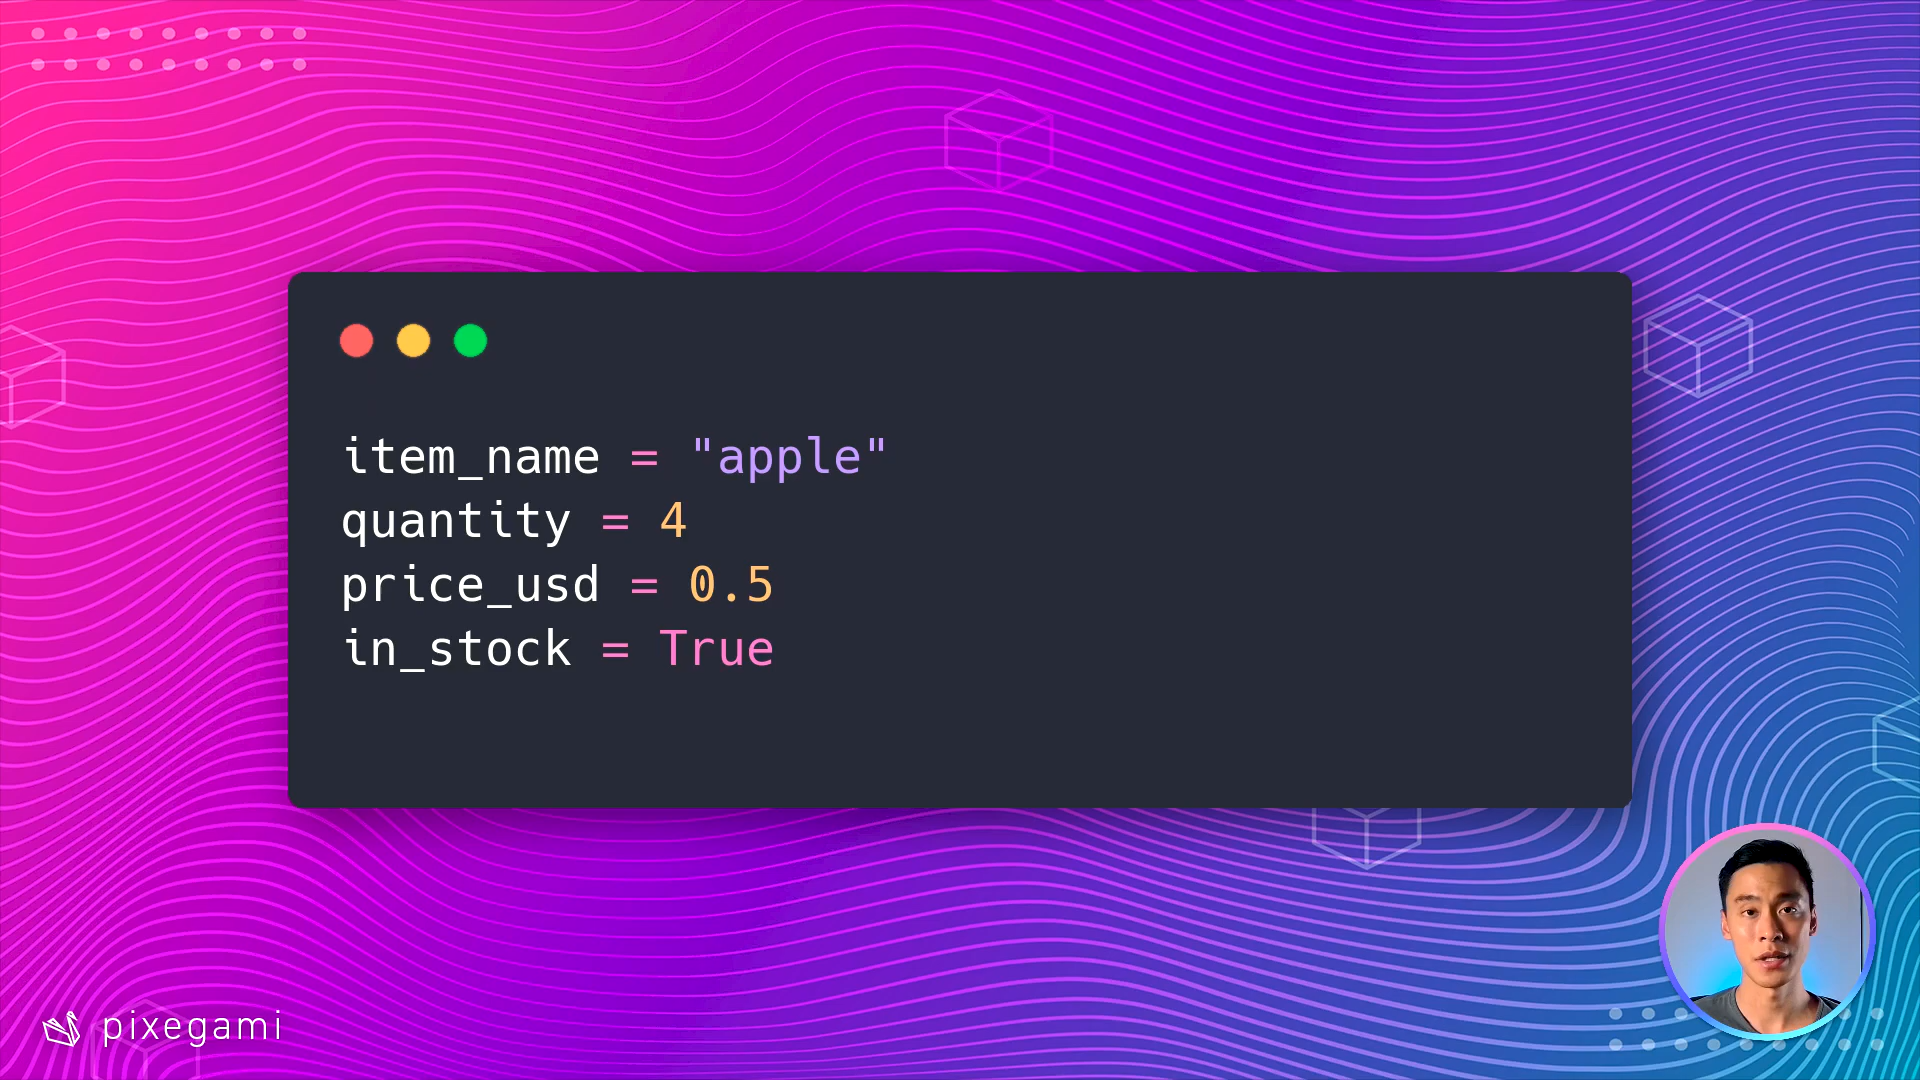 item_name = "apple"
quantity = 4
price_usd = 0.5
in_stock = True
pixegami